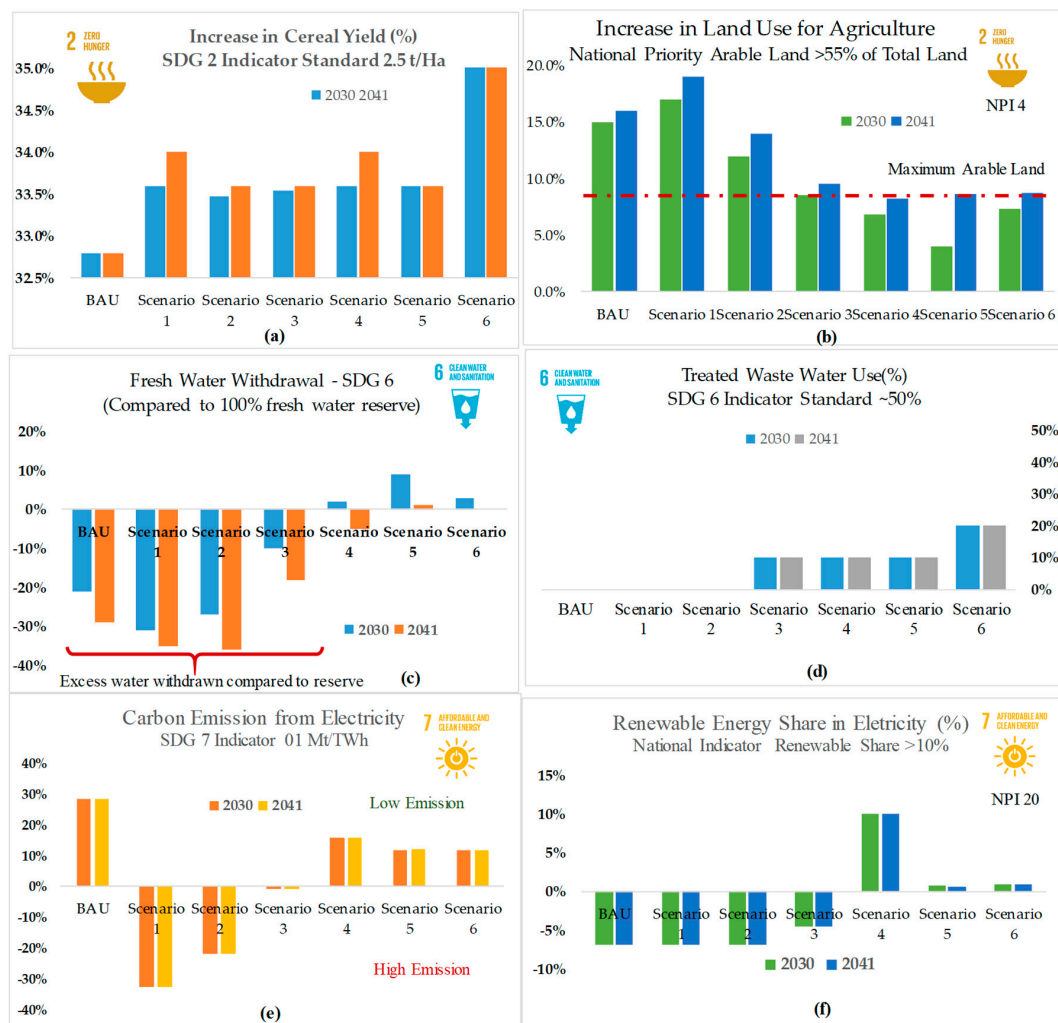 2 ZERO HUNGER
Increase in Cereal Yield (%)
SDG 2 Indicator Standard 2.5 t/Ha
2030 2041
35.0%
34.5%
34.0%
33.5%
33.0%
32.5%
BAU Scenario 1 Scenario 2 Scenario 3 Scenario 4 Scenario 5 Scenario 6
(a)
Increase in Land Use for Agriculture
National Priority Arable Land >55% of Total Land
2 ZERO HUNGER
NPI 4
2030 2041
Maximum Arable Land
20.0%
15.0%
10.0%
5.0%
0.0%
BAU Scenario 1 Scenario 2 Scenario 3 Scenario 4 Scenario 5 Scenario 6
(b)
Fresh Water Withdrawal - SDG 6
(Compared to 100% fresh water reserve)
6 CLEAN WATER AND SANITATION
20%
10%
0%
-10%
-20%
-30%
-40%
BAU Scenario 1 Scenario 2 Scenario 3 Scenario 4 Scenario 5 Scenario 6
2030 2041
Excess water withdrawn compared to reserve
(c)
6 CLEAN WATER AND SANITATION
Treated Waste Water Use(%)
SDG 6 Indicator Standard ~50%
2030 2041
50%
40%
30%
20%
10%
0%
BAU Scenario 1 Scenario 2 Scenario 3 Scenario 4 Scenario 5 Scenario 6
(d)
Carbon Emission from Electricity
SDG 7 Indicator 01 Mt/TWh
7 AFFORDABLE AND CLEAN ENERGY
2030 2041
Low Emission
40%
30%
20%
10%
0%
-10%
-20%
-30%
-40%
BAU Scenario 1 Scenario 2 Scenario 3 Scenario 4 Scenario 5 Scenario 6
High Emission
(e)
Renewable Energy Share in Eletricity (%)
National Indicator Renewable Share >10%
7 AFFORDABLE AND CLEAN ENERGY
NPI 20
15%
10%
5%
0%
-5%
-10%
BAU Scenario 1 Scenario 2 Scenario 3 Scenario 4 Scenario 5 Scenario 6
2030 2041
(f)